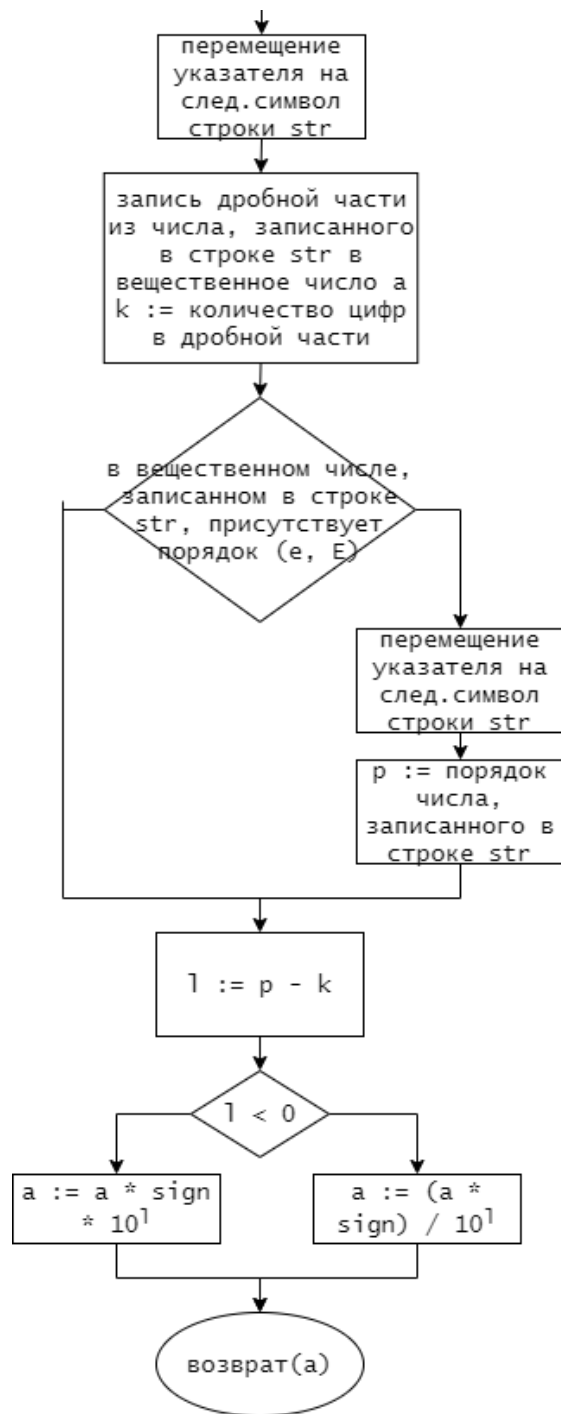 перемещение
указателя на
след.символ
строки str
запись дробной части
из числа, записанного
в строке str в
вещественное число a
k := количество цифр
в дробной части
в вещественном числе,
записанном в строке
str, присутствует
порядок (e, E)
перемещение
указателя на
след.символ
строки str
p := порядок
числа,
записанного в
строке str
l := p - k
l < 0
a := a * sign
* 10^l
a := (a *
sign) / 10^l
возврат(a)